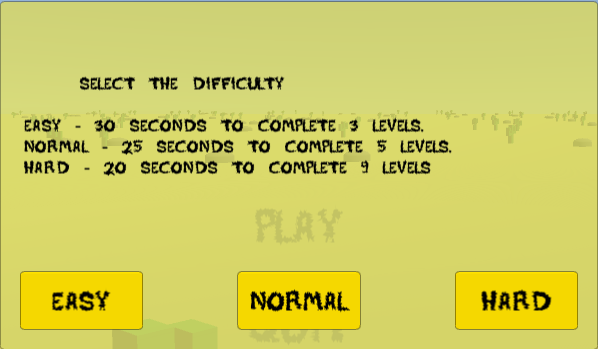 SELECT THE DIFFICULTY
EASY - 30 SECONDS TO COMPLETE 3 LEVELS.
NORMAL - 25 SECONDS TO COMPLETE 5 LEVELS.
HARD - 20 SECONDS TO COMPLETE 9 LEVELS
PLAY
EASY NORMAL HARD
QUIT